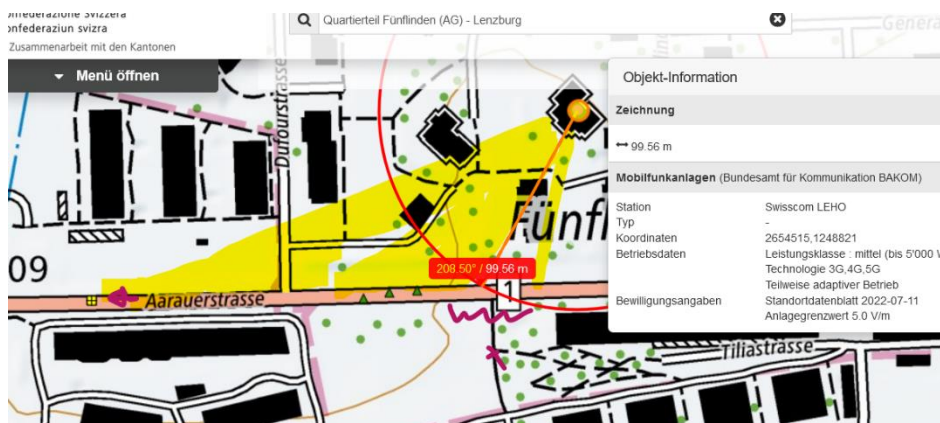 onfederazione Svizzera
onfederaziun svizra
Zusammenarbeit mit den Kantonen
Quartierteil Fünflinden (AG) - Lenzburg
Menü öffnen
Dufourstrasse
Objekt-Information
Zeichnung
99.56 m
Mobilfunkanlagen (Bundesamt für Kommunikation BAKOM)
Station Swisscom LEHO
Typ -
Koordinaten 2654515,1248821
Betriebsdaten Leistungsklasse : mittel (bis 5'000 W
Technologie 3G,4G,5G
Teilweise adaptiver Betrieb
Bewilligungsangaben Standortdatenblatt 2022-07-11
Anlagegrenzwert 5.0 V/m
Fünfl
09
208.50° / 99.56 m
Aarauerstrasse
1
Tiliastrasse